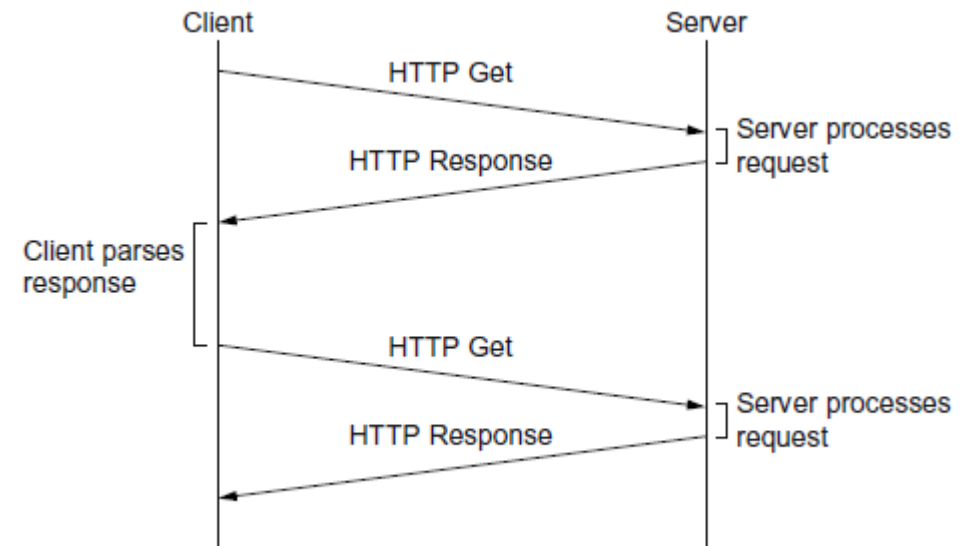 Client
Server
HTTP Get
Server processes
request
HTTP Response
Client parses
response
HTTP Get
Server processes
request
HTTP Response